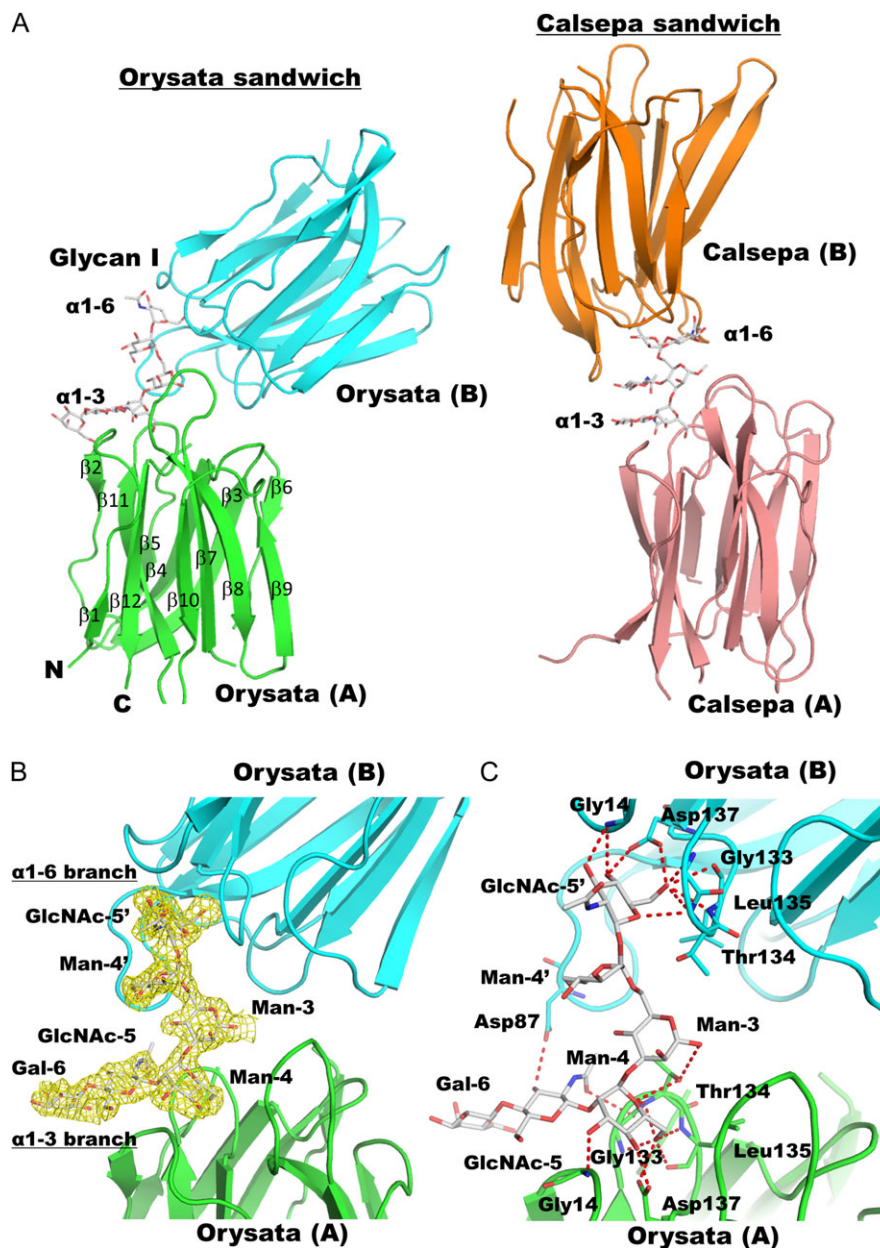 A
Orysata sandwich
Calsepa sandwich
Glycan I
α1-6
α1-3
Orysata (B)
β2
β11
β3
β6
β5
β4
β7
β8
β9
β1
β12
β10
N
C
Orysata (A)
Calsepa (B)
α1-6
α1-3
Calsepa (A)
B
Orysata (B)
α1-6 branch
GlcNAc-5'
Man-4'
Man-3
GlcNAc-5
Gal-6
Man-4
α1-3 branch
Orysata (A)
C
Orysata (B)
Gly14
Asp137
Gly133
GlcNAc-5'
Leu135
Thr134
Man-4'
Asp87
Man-3
Man-4
Gal-6
Thr134
GlcNAc-5
Gly133
Leu135
Gly14
Asp137
Orysata (A)